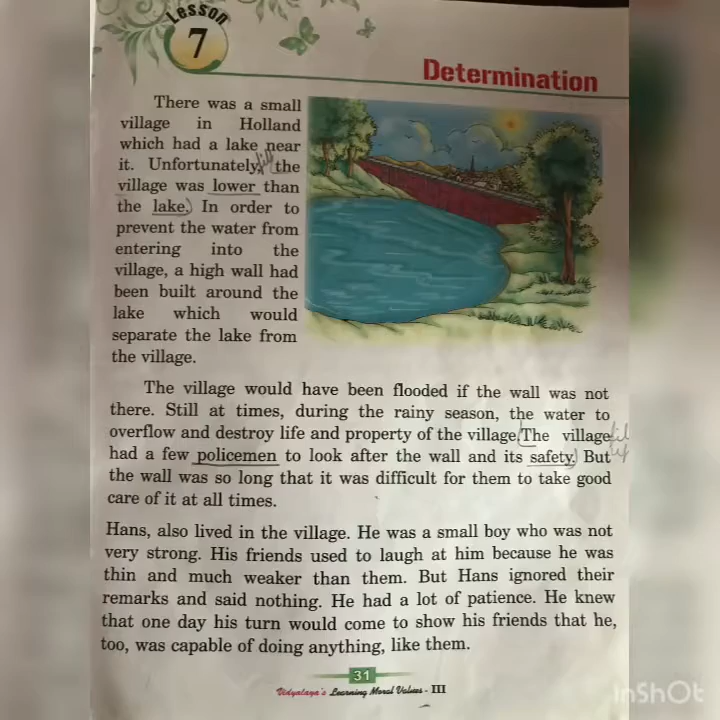 Lesson
7
Determination
There was a small
village in Holland
which had a lake near
it. Unfortunately, the
village was lower than
the lake. In order to
prevent the water from
entering into the
village, a high wall had
been built around the
lake which would
separate the lake from
the village.
The village would have been flooded if the wall was not
there. Still at times, during the rainy season, the water to
overflow and destroy life and property of the village. The village
had a few policemen to look after the wall and its safety. But
the wall was so long that it was difficult for them to take good
care of it at all times.
Hans, also lived in the village. He was a small boy who was not
very strong. His friends used to laugh at him because he was
thin and much weaker than them. But Hans ignored their
remarks and said nothing. He had a lot of patience. He knew
that one day his turn would come to show his friends that he,
too, was capable of doing anything, like them.
31
Vidyalaya's Learning Moral Values - III
InShOt